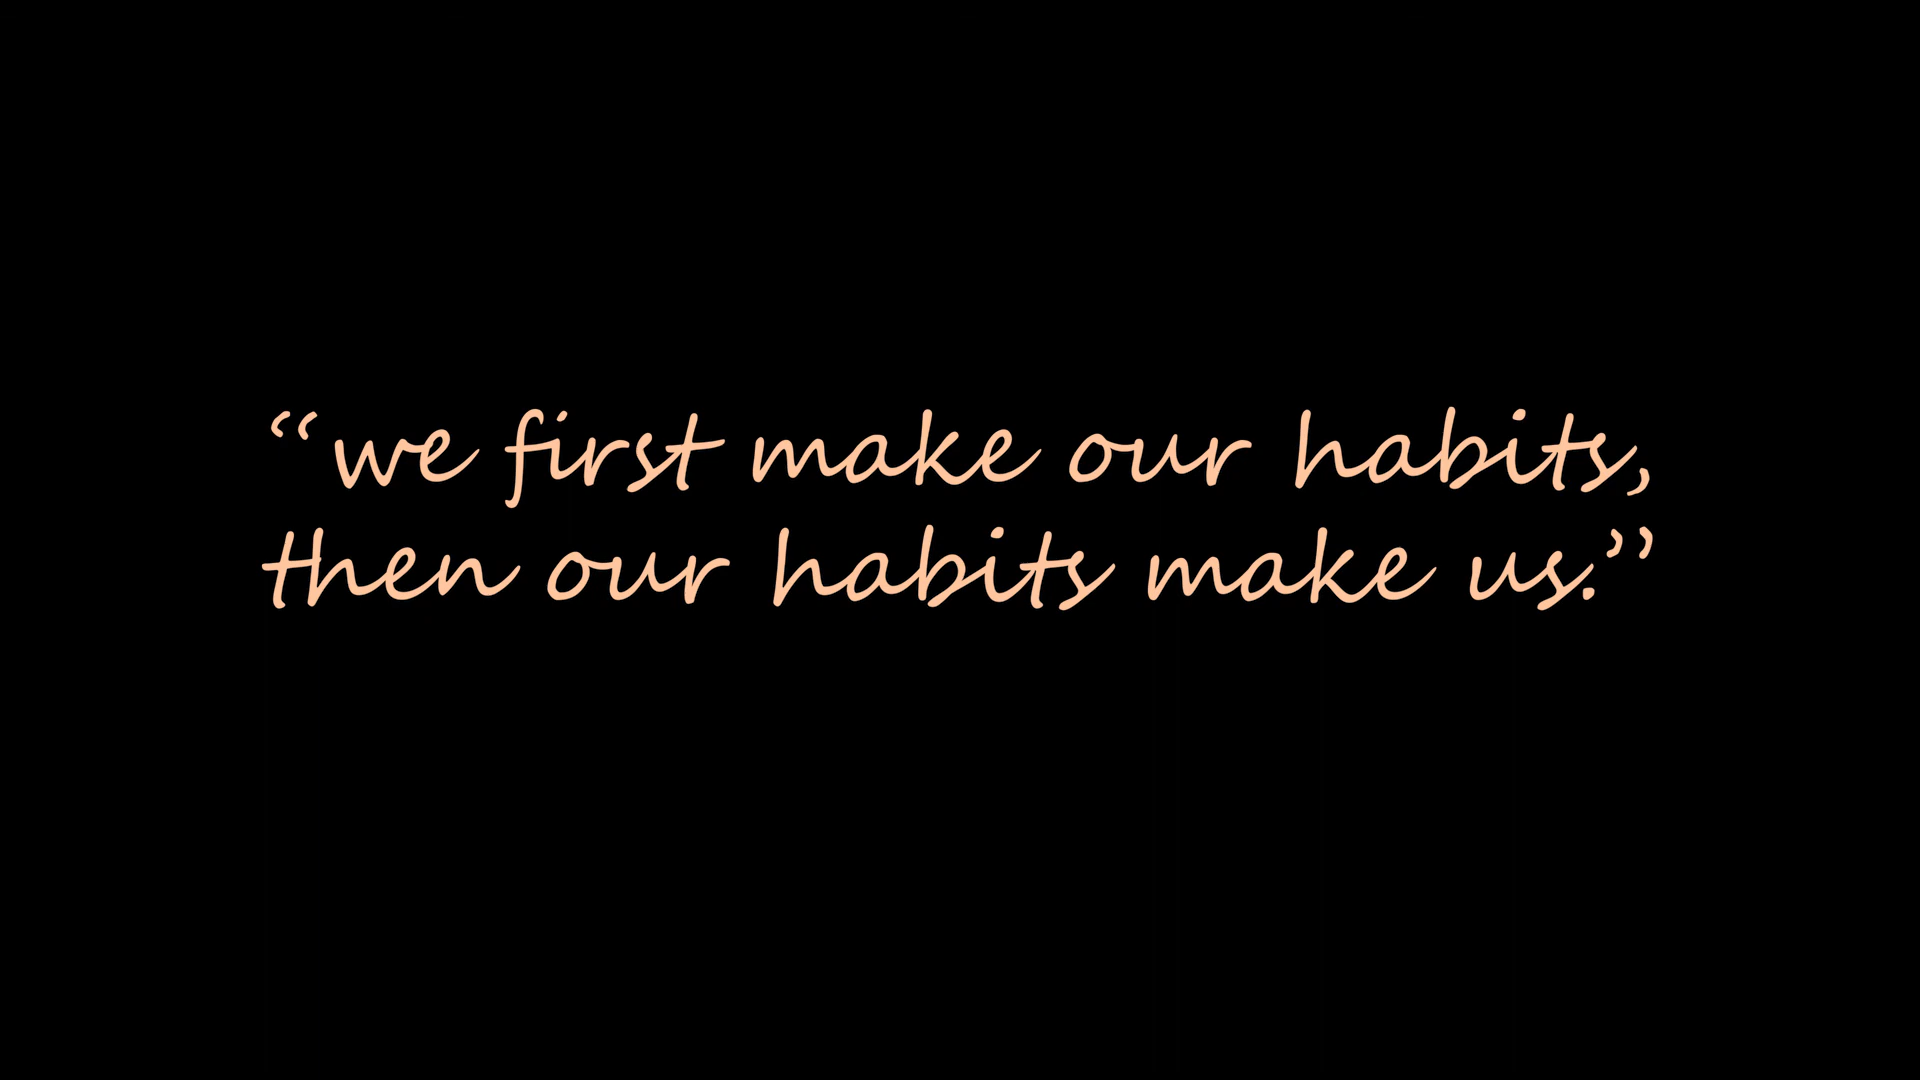 “we first make our habits,
then our habits make us.”